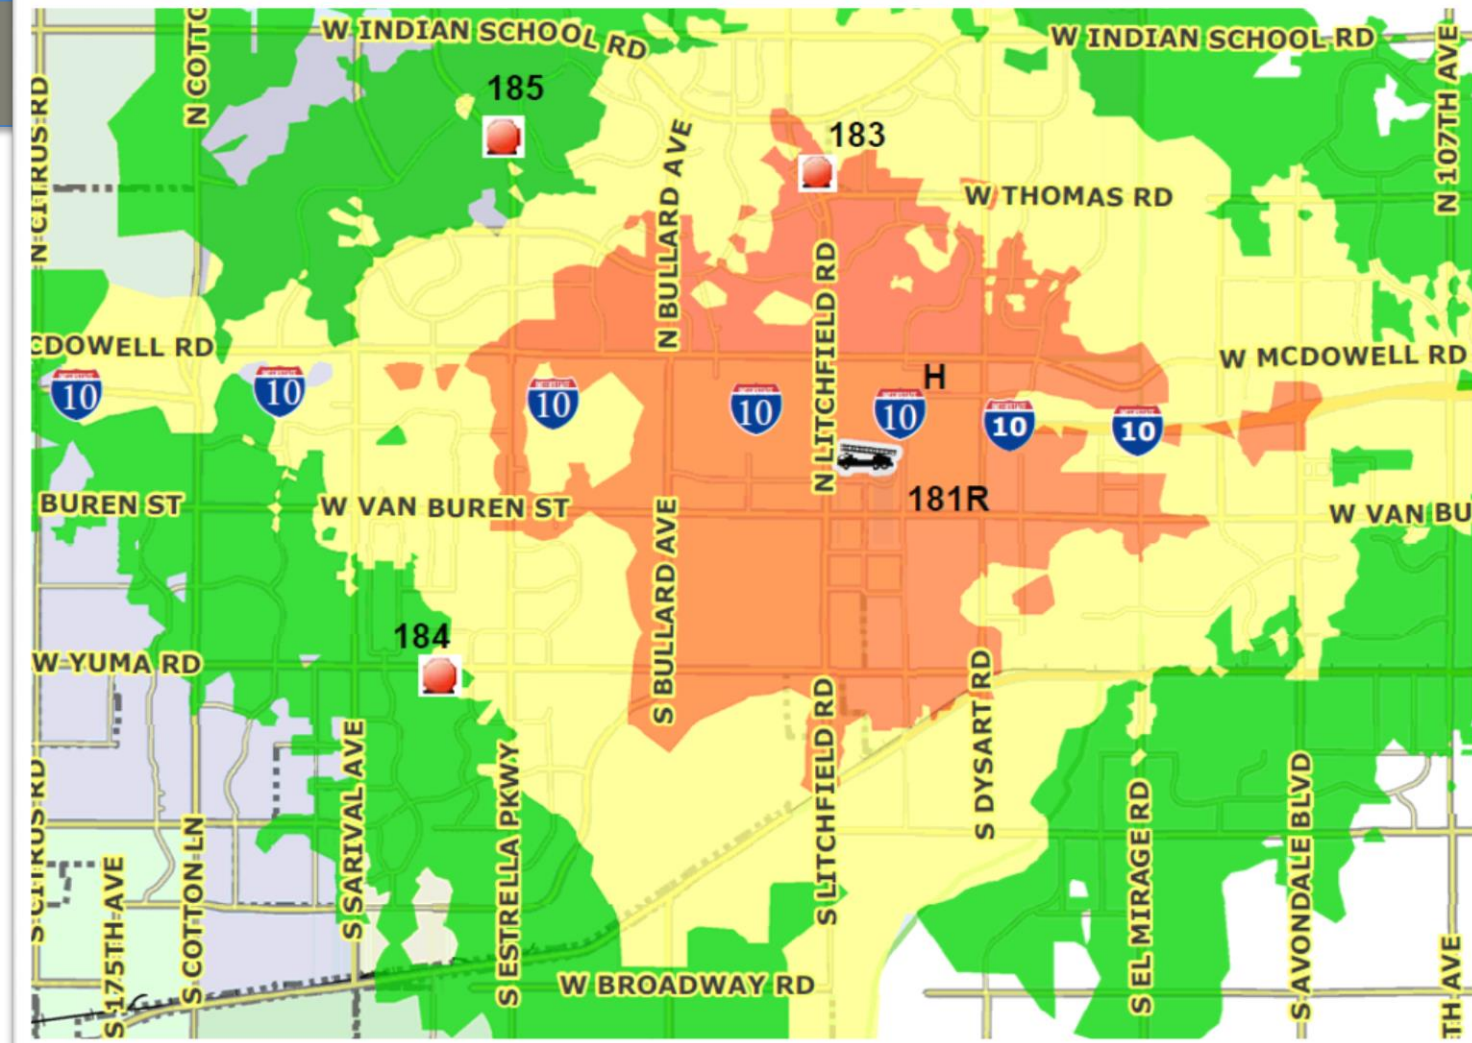 W INDIAN SCHOOL RD
W INDIAN SCHOOL RD
N COTTO
N CITRUS RD
185
183
N 107TH AVE
N BULLARD AVE
W THOMAS RD
N LITCHFIELD RD
CDOWELL RD
W MCDOWELL RD
H
10
10
10
10
10
10
10
181R
BUREN ST
W VAN BUREN ST
W VAN BU
S BULLARD AVE
184
W YUMA RD
S DYSART RD
S LITCHFIELD RD
S SARIVAL AVE
S ESTRELLA PKWY
S CITRUS RD
S COTTON LN
S 175TH AVE
S EL MIRAGE RD
S AVONDALE BLVD
W BROADWAY RD
TH AVE